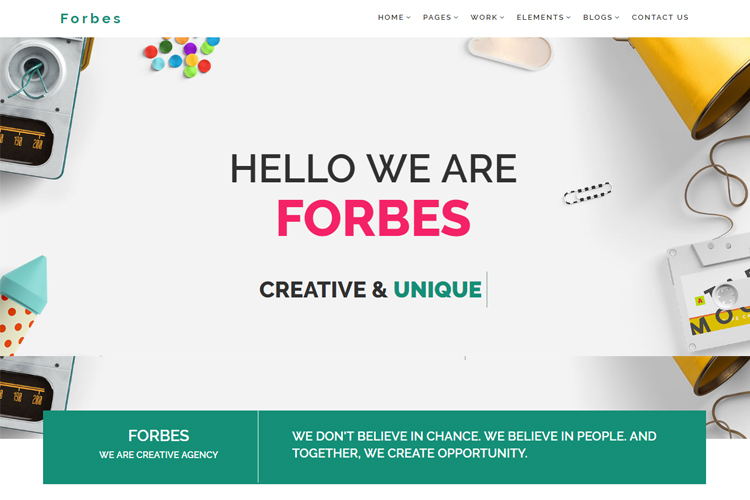 Forbes
HOME PAGES WORK ELEMENTS BLOGS CONTACT US
HELLO WE ARE
FORBES
CREATIVE & UNIQUE
FORBES
WE ARE CREATIVE AGENCY
WE DON'T BELIEVE IN CHANCE. WE BELIEVE IN PEOPLE. AND
TOGETHER, WE CREATE OPPORTUNITY.